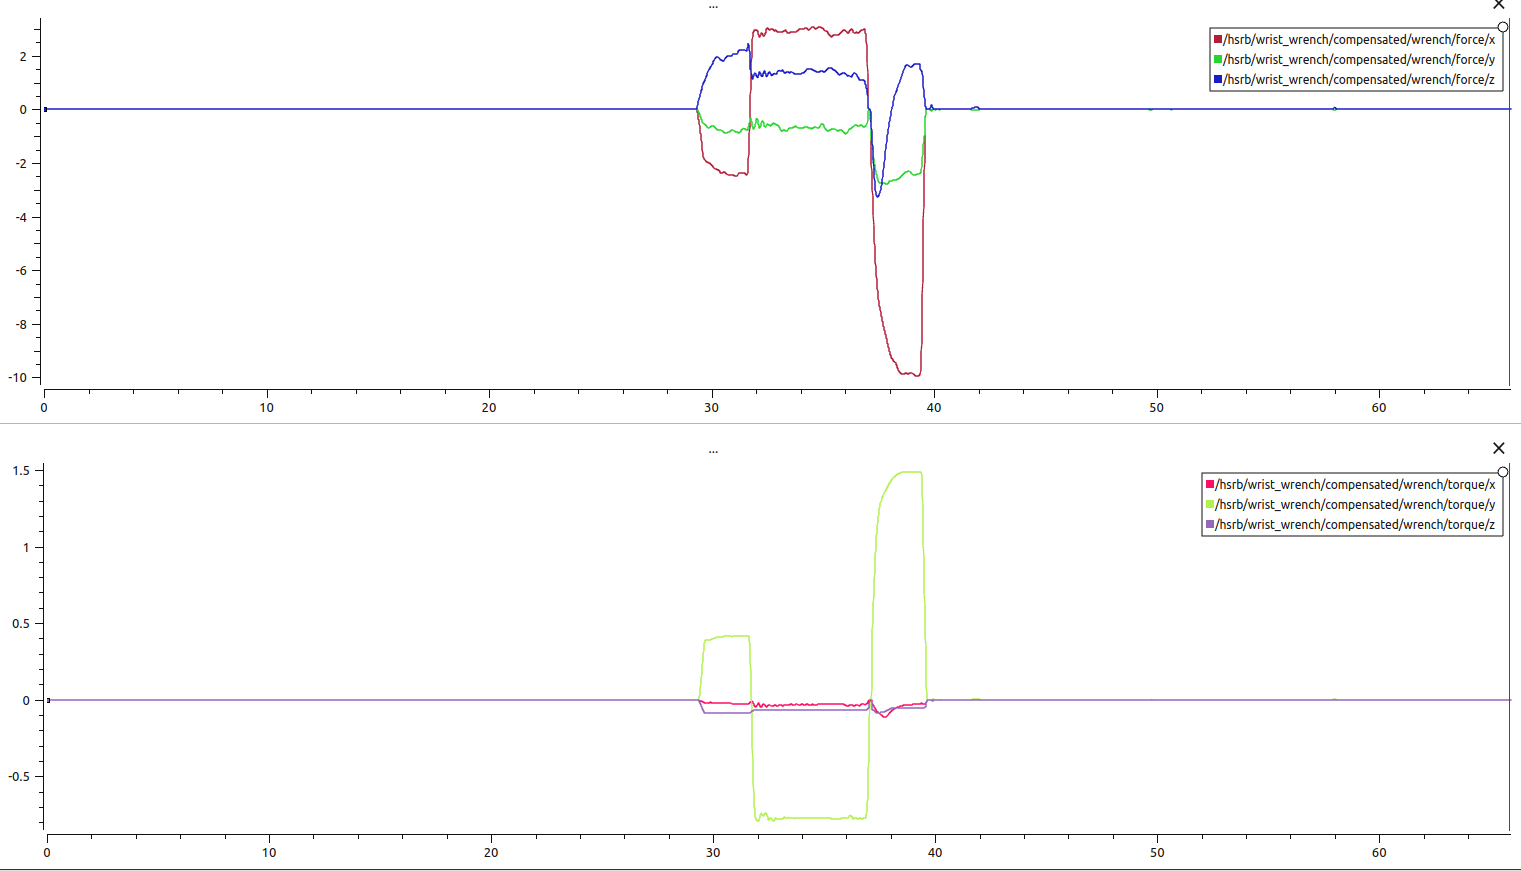 ...
/hsrb/wrist_wrench/compensated/wrench/force/x
/hsrb/wrist_wrench/compensated/wrench/force/y
/hsrb/wrist_wrench/compensated/wrench/force/z
2
0
-2
-4
-6
-8
-10
0 10 20 30 40 50 60
...
/hsrb/wrist_wrench/compensated/wrench/torque/x
/hsrb/wrist_wrench/compensated/wrench/torque/y
/hsrb/wrist_wrench/compensated/wrench/torque/z
1.5
1
0.5
0
-0.5
0 10 20 30 40 50 60